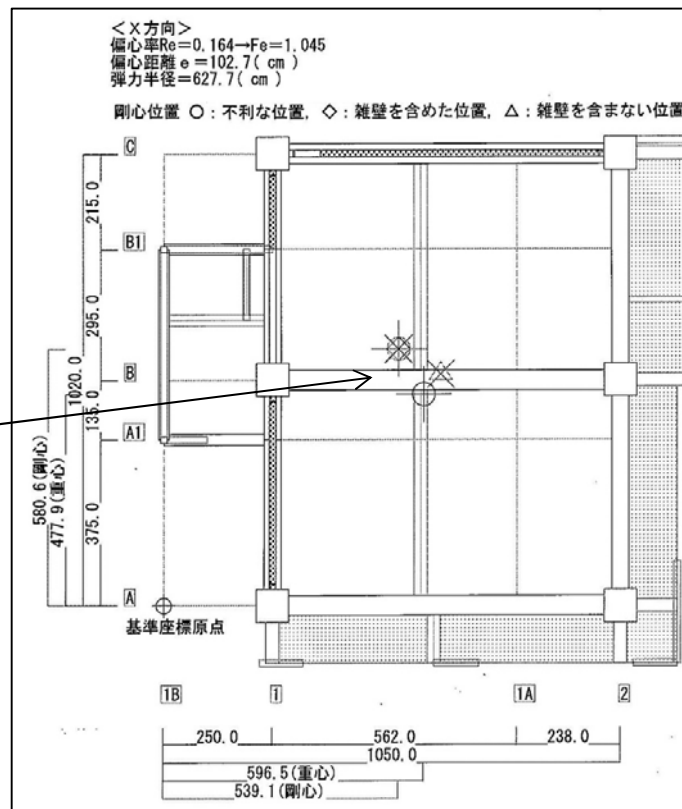 <X方向>
偏心率Re=0.164→Fe=1.045
偏心距離e=102.7(cm)
弾力半径=627.7(cm)
剛心位置 ○:不利な位置, ◇:雑壁を含めた位置, △:雑壁を含まない位置
C
215.0
B1
295.0
B
1020.0
135.0
A1
580.6(剛心)
477.9(重心)
375.0
A
基準座標原点
1B
1
1A
2
250.0
562.0
238.0
1050.0
596.5(重心)
539.1(剛心)